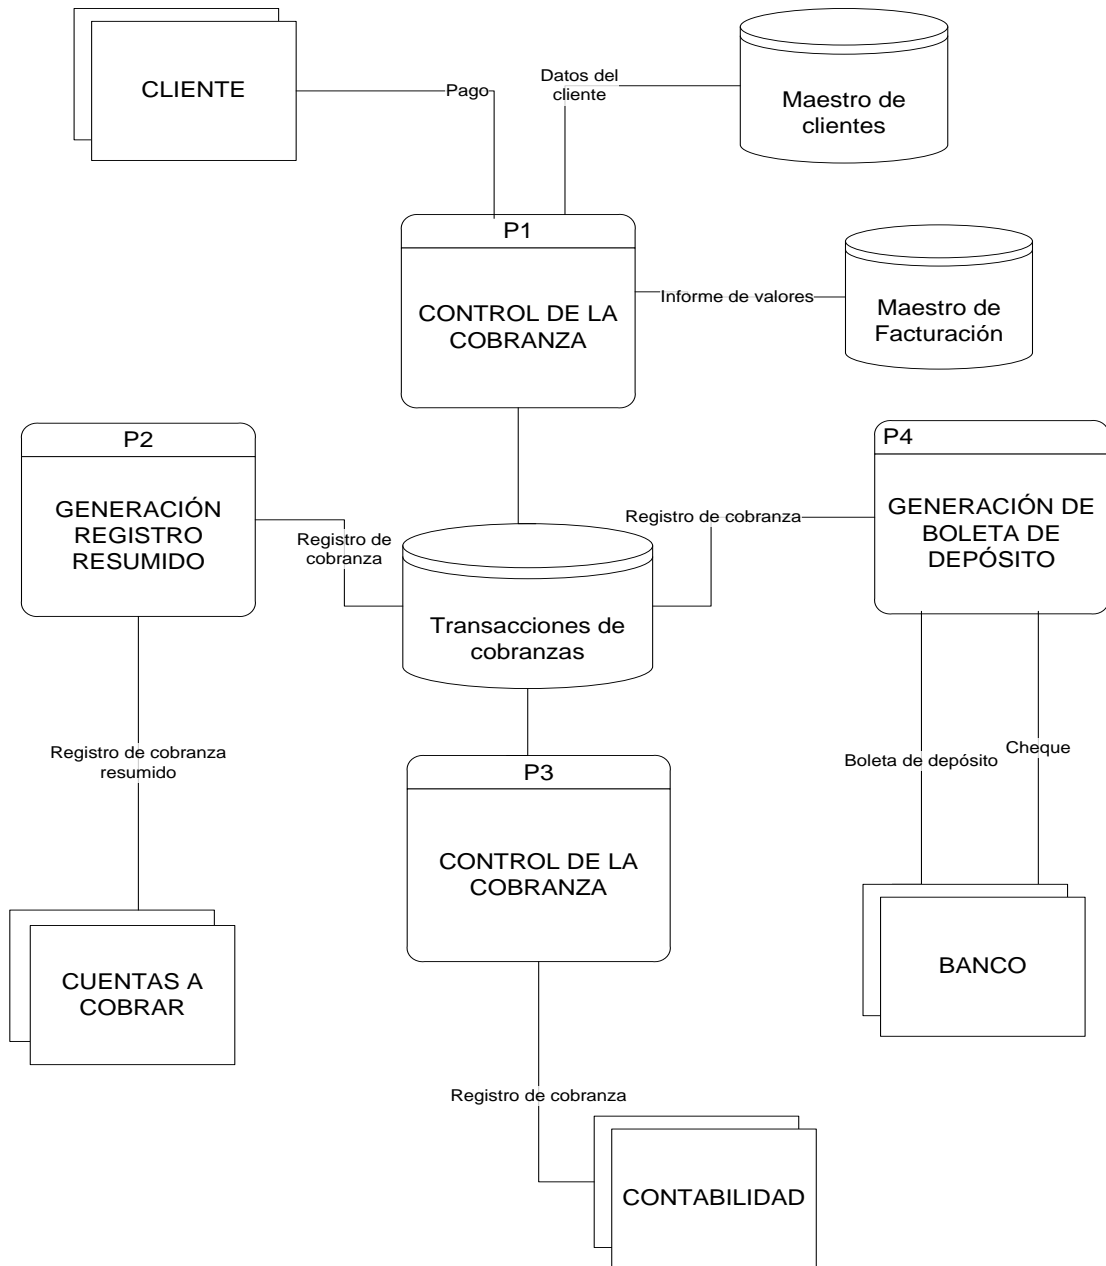 CLIENTE
Pago
Datos del
cliente
Maestro de
clientes
P1
CONTROL DE LA
COBRANZA
Informe de valores
Maestro de
Facturación
P2
GENERACIÓN
REGISTRO
RESUMIDO
Registro de
cobranza
Registro de cobranza
P4
GENERACIÓN DE
BOLETA DE
DEPÓSITO
Transacciones de
cobranzas
Registro de cobranza
resumido
P3
CONTROL DE LA
COBRANZA
Boleta de depósito
Cheque
CUENTAS A
COBRAR
BANCO
Registro de cobranza
CONTABILIDAD